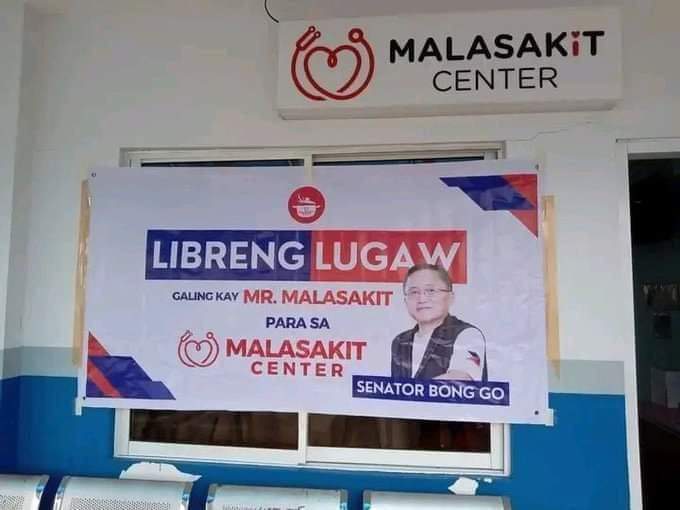 MALASAKiT
CENTER
LIBRENG LUGAW
GALING KAY MR. MALASAKIT
PARA SA
MALASAKIT
CENTER
SENATOR BONG GO